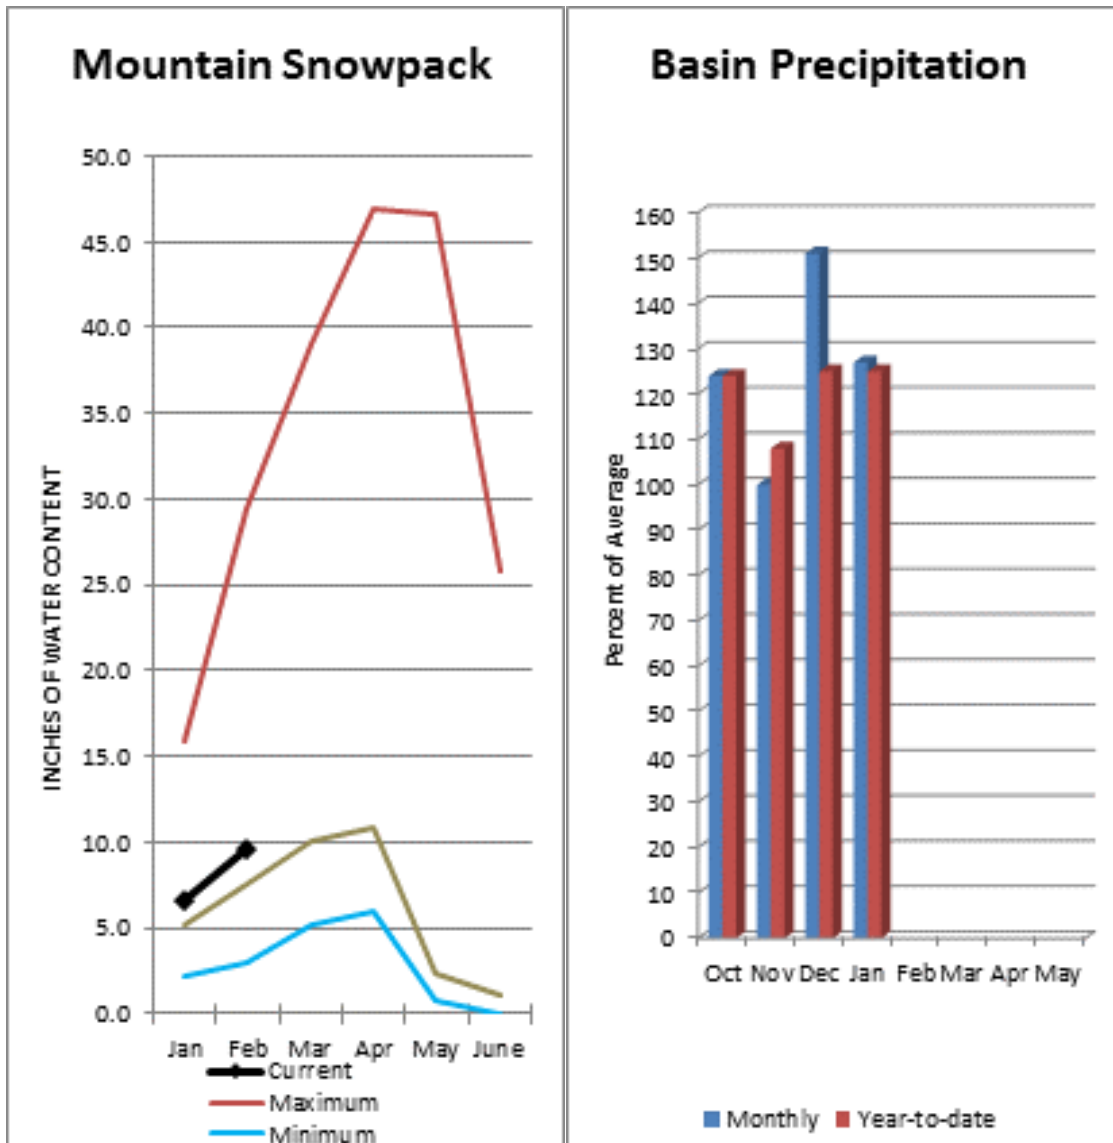 Mountain Snowpack
INCHES OF WATER CONTENT
50.0
45.0
40.0
35.0
30.0
25.0
20.0
15.0
10.0
5.0
0.0
Jan Feb Mar Apr May June
Current
Maximum
Minimum
Basin Precipitation
Percent of Average
160
150
140
130
120
110
100
90
80
70
60
50
40
30
20
10
0
Oct Nov Dec Jan Feb Mar Apr May
Monthly Year-to-date